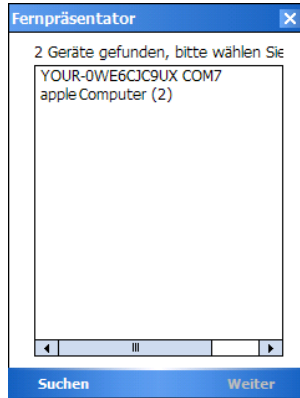 Fernpräsentator
2 Geräte gefunden, bitte wählen Sie
YOUR-0WE6CJC9UX COM7
apple Computer (2)
Suchen Weiter